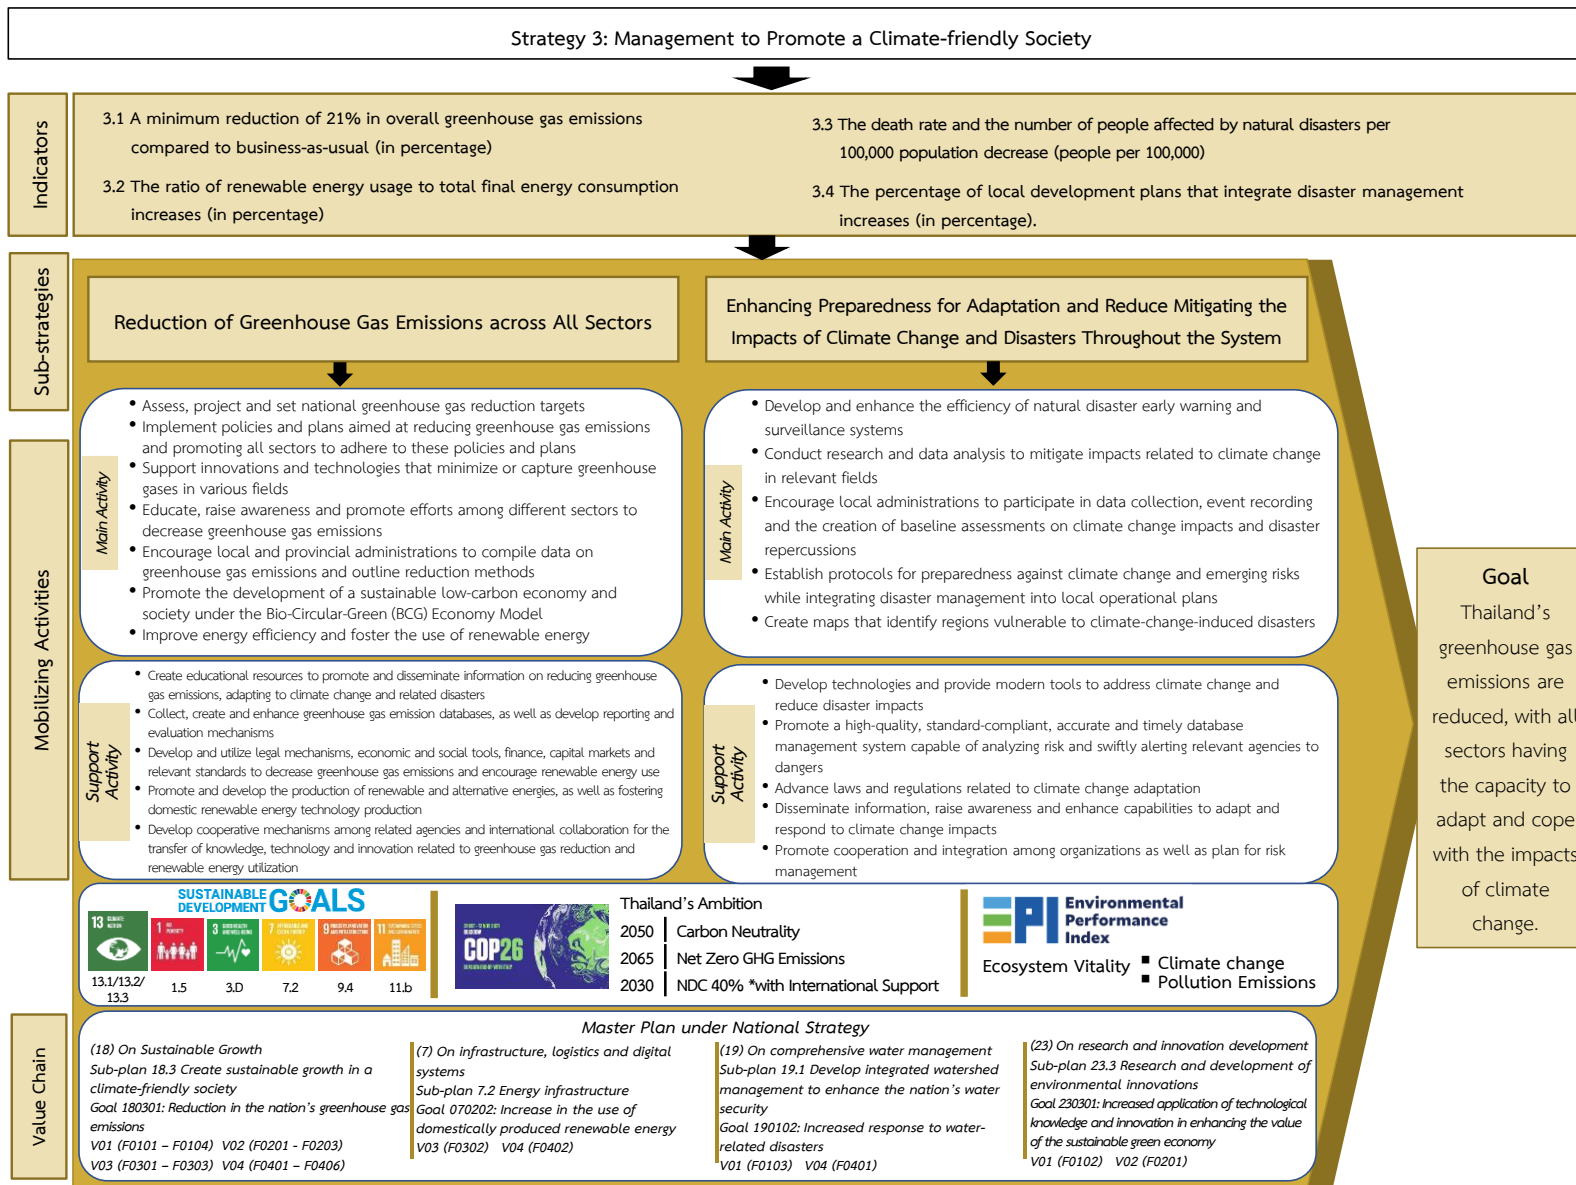 Strategy 3: Management to Promote a Climate-friendly Society
Indicators
3.1 A minimum reduction of 21% in overall greenhouse gas emissions
compared to business-as-usual (in percentage)
3.2 The ratio of renewable energy usage to total final energy consumption
increases (in percentage)
3.3 The death rate and the number of people affected by natural disasters per
100,000 population decrease (people per 100,000)
3.4 The percentage of local development plans that integrate disaster management
increases (in percentage).
Sub-strategies
Reduction of Greenhouse Gas Emissions across All Sectors
Enhancing Preparedness for Adaptation and Reduce Mitigating the
Impacts of Climate Change and Disasters Throughout the System
Mobilizing Activities
Main Activity
• Assess, project and set national greenhouse gas reduction targets
• Implement policies and plans aimed at reducing greenhouse gas emissions
and promoting all sectors to adhere to these policies and plans
• Support innovations and technologies that minimize or capture greenhouse
gases in various fields
• Educate, raise awareness and promote efforts among different sectors to
decrease greenhouse gas emissions
• Encourage local and provincial administrations to compile data on
greenhouse gas emissions and outline reduction methods
• Promote the development of a sustainable low-carbon economy and
society under the Bio-Circular-Green (BCG) Economy Model
• Improve energy efficiency and foster the use of renewable energy
Main Activity
• Develop and enhance the efficiency of natural disaster early warning and
surveillance systems
• Conduct research and data analysis to mitigate impacts related to climate change
in relevant fields
• Encourage local administrations to participate in data collection, event recording
and the creation of baseline assessments on climate change impacts and disaster
repercussions
• Establish protocols for preparedness against climate change and emerging risks
while integrating disaster management into local operational plans
• Create maps that identify regions vulnerable to climate-change-induced disasters
Support
Activity
• Create educational resources to promote and disseminate information on reducing greenhouse
gas emissions, adapting to climate change and related disasters
• Collect, create and enhance greenhouse gas emission databases, as well as develop reporting and
evaluation mechanisms
• Develop and utilize legal mechanisms, economic and social tools, finance, capital markets and
relevant standards to decrease greenhouse gas emissions and encourage renewable energy use
• Promote and develop the production of renewable and alternative energies, as well as fostering
domestic renewable energy technology production
• Develop cooperative mechanisms among related agencies and international collaboration for the
transfer of knowledge, technology and innovation related to greenhouse gas reduction and
renewable energy utilization
Support
Activity
• Develop technologies and provide modern tools to address climate change and
reduce disaster impacts
• Promote a high-quality, standard-compliant, accurate and timely database
management system capable of analyzing risk and swiftly alerting relevant agencies to
dangers
• Advance laws and regulations related to climate change adaptation
• Disseminate information, raise awareness and enhance capabilities to adapt and
respond to climate change impacts
• Promote cooperation and integration among organizations as well as plan for risk
management
Goal
Thailand's
greenhouse gas
emissions are
reduced, with all
sectors having
the capacity to
adapt and cope
with the impacts
of climate
change.
SUSTAINABLE
DEVELOPMENT GOALS
13 CLIMATE
ACTION
1 NO
POVERTY
3 GOOD HEALTH
AND WELL-BEING
7
9
11
13.1/13.2/
13.3
1.5
3.D
7.2
9.4
11.b
COP26
Thailand's Ambition
2050 Carbon Neutrality
2065 Net Zero GHG Emissions
2030 NDC 40% *with International Support
EPI Environmental
Performance
Index
Ecosystem Vitality
▪ Climate change
▪ Pollution Emissions
Value Chain
Master Plan under National Strategy
(18) On Sustainable Growth
Sub-plan 18.3 Create sustainable growth in a
climate-friendly society
Goal 180301: Reduction in the nation's greenhouse gas
emissions
V01 (F0101 – F0104) V02 (F0201 - F0203)
V03 (F0301 – F0303) V04 (F0401 – F0406)
(7) On infrastructure, logistics and digital
systems
Sub-plan 7.2 Energy infrastructure
Goal 070202: Increase in the use of
domestically produced renewable energy
V03 (F0302) V04 (F0402)
(19) On comprehensive water management
Sub-plan 19.1 Develop integrated watershed
management to enhance the nation's water
security
Goal 190102: Increased response to water-
related disasters
V01 (F0103) V04 (F0401)
(23) On research and innovation development
Sub-plan 23.3 Research and development of
environmental innovations
Goal 230301: Increased application of technological
knowledge and innovation in enhancing the value
of the sustainable green economy
V01 (F0102) V02 (F0201)